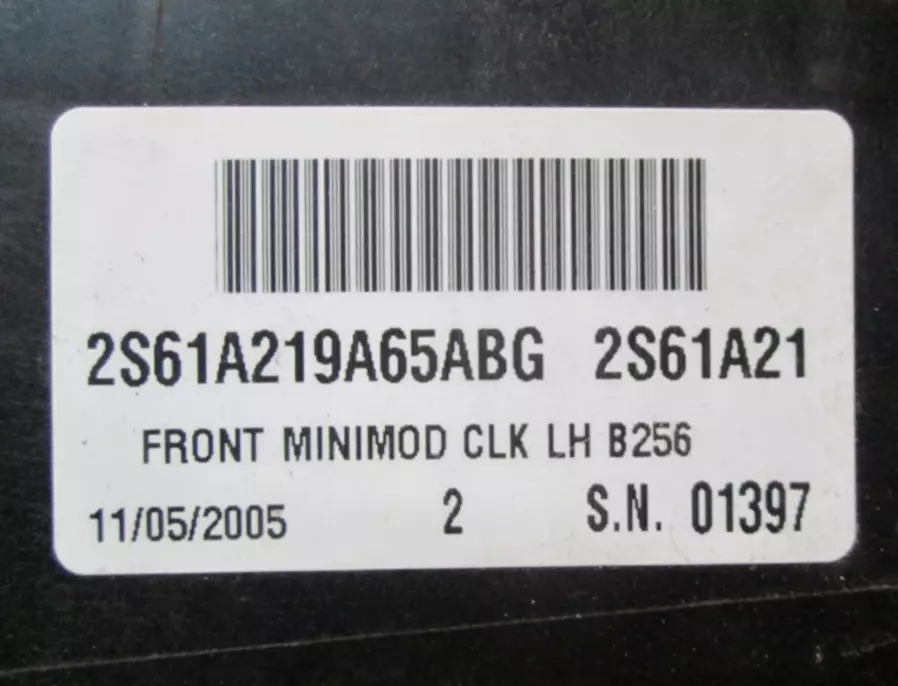 2S61A219A65ABG 2S61A21
FRONT MINIMOD CLK LH B256
11/05/2005 2 S.N. 01397